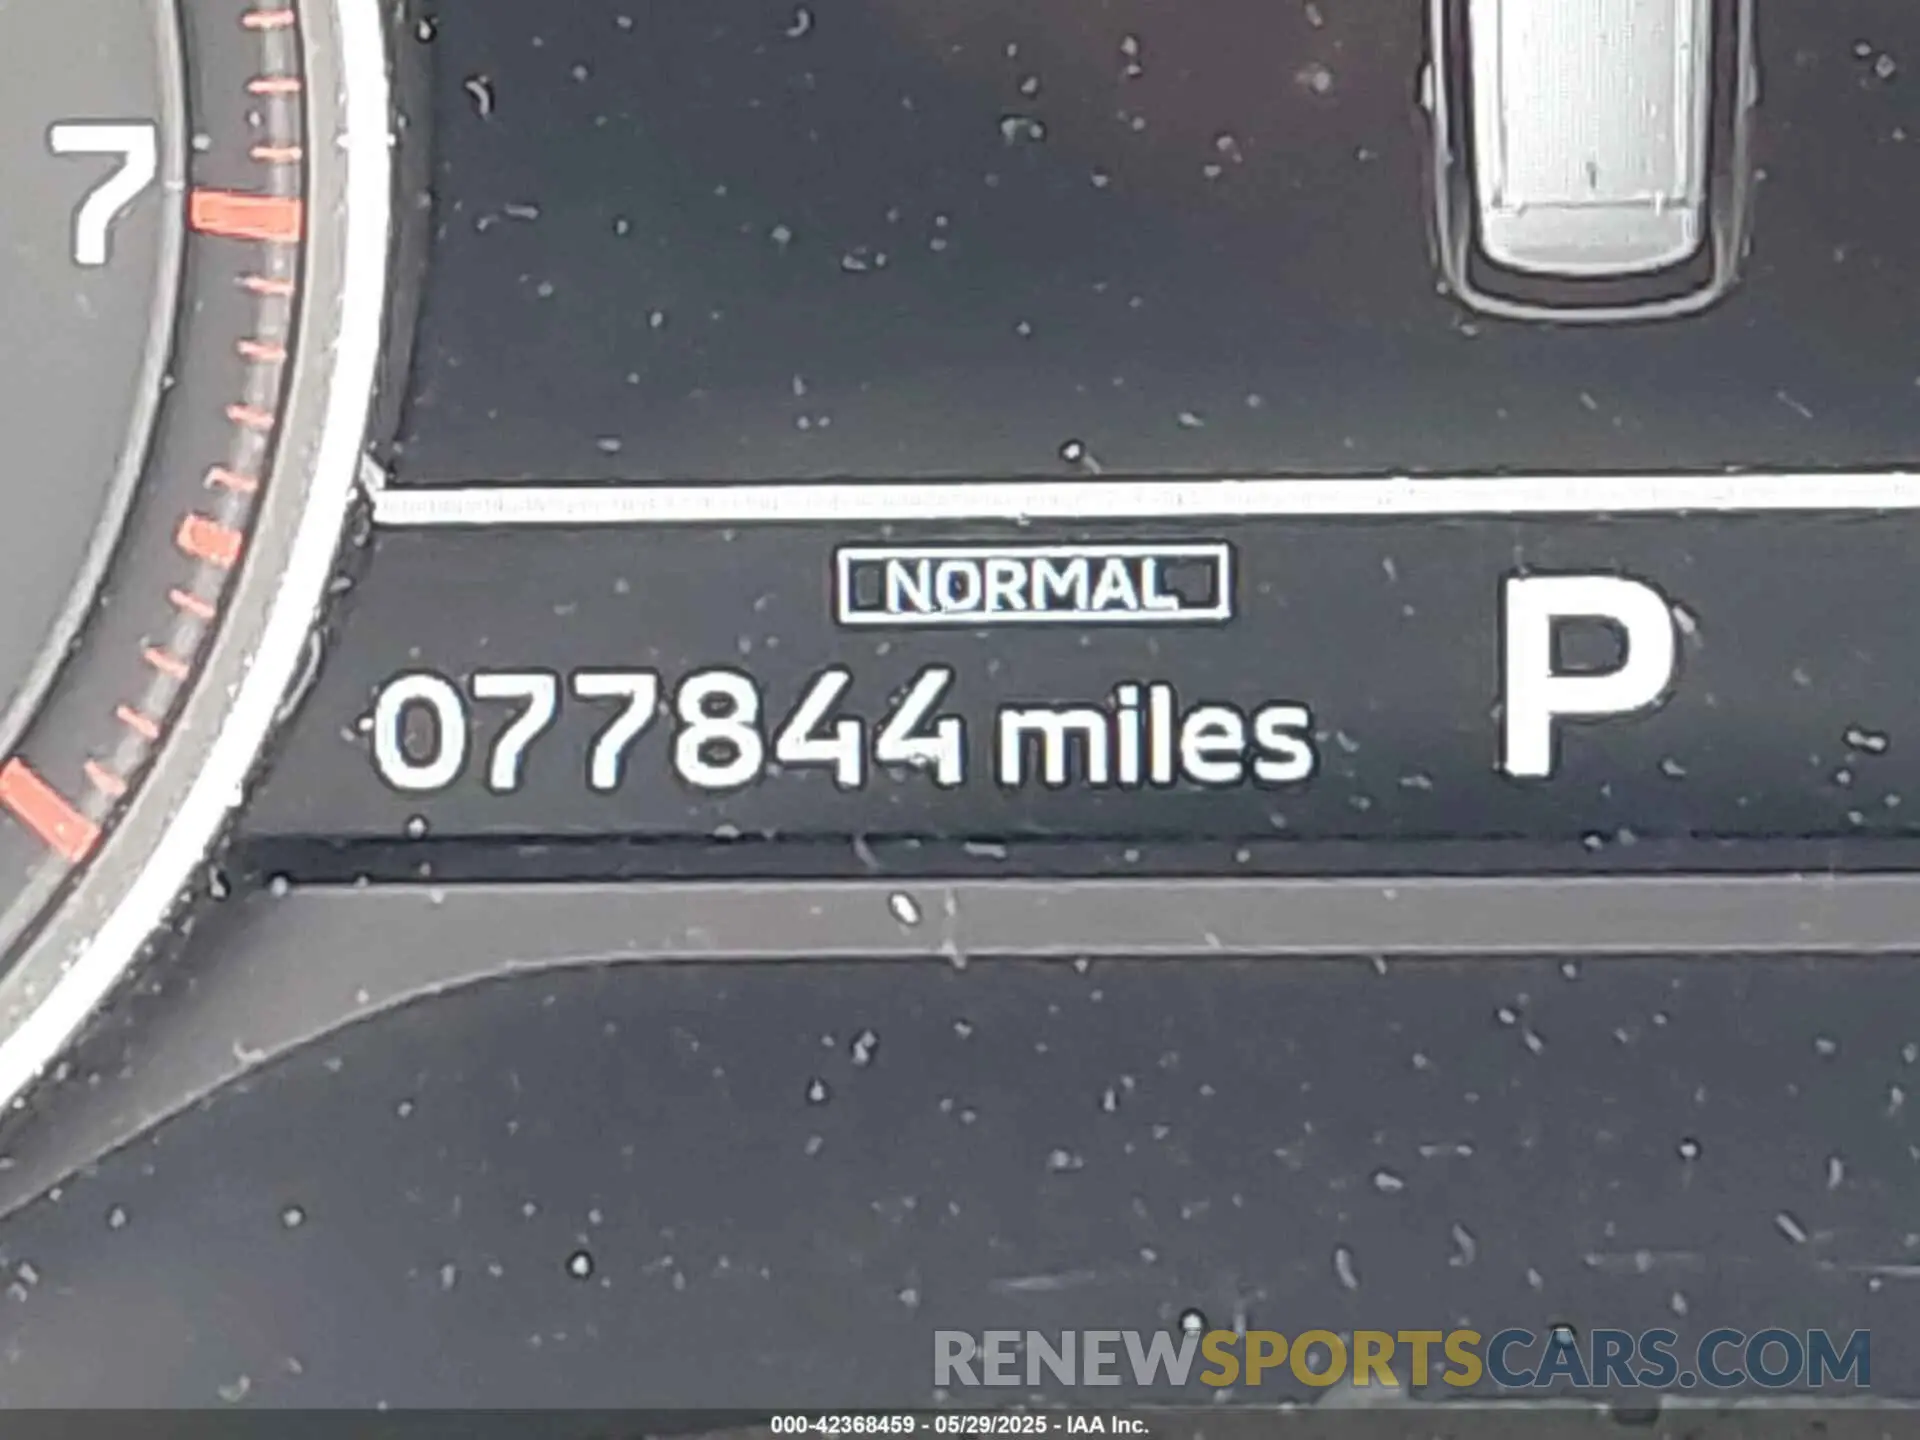 7
NORMAL
077844 miles
P
RENEWSPORTSCARS.COM
000-42368459 - 05/29/2025 - IAA Inc.